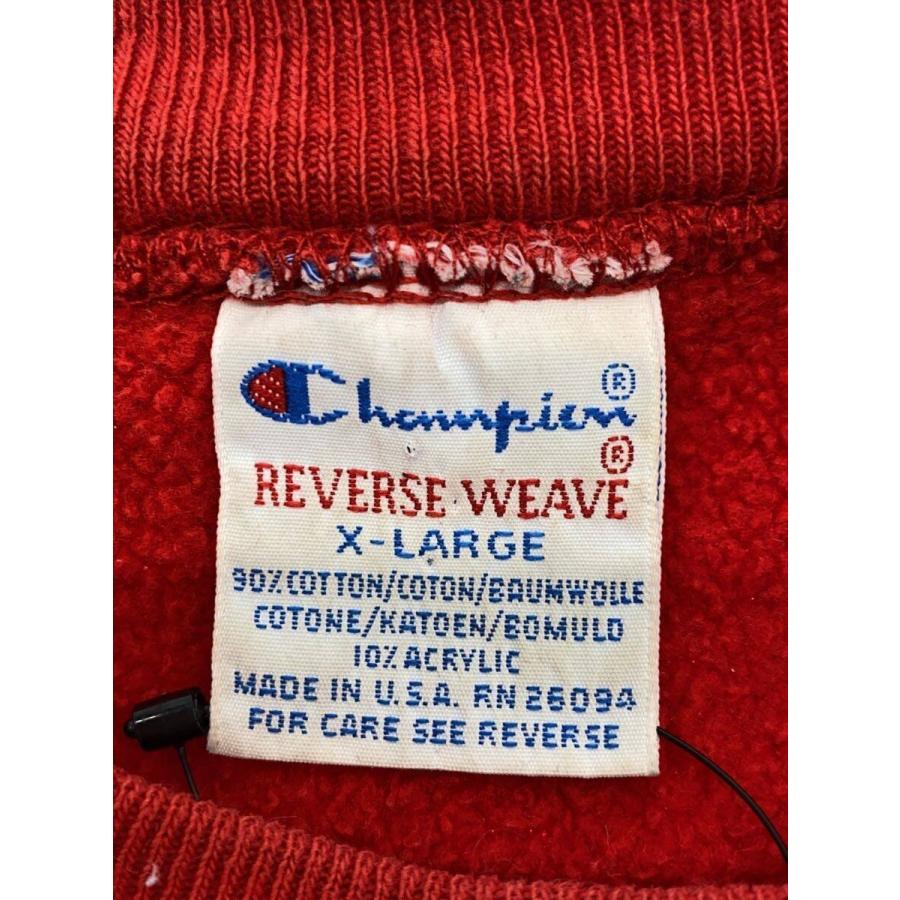 Champion®
REVERSE WEAVE®
X-LARGE
90% COTTON/COTON/BAUMWOLLE
COTONE/KATOEN/BOMULD
10% ACRYLIC
MADE IN U.S.A. RN 26094
FOR CARE SEE REVERSE